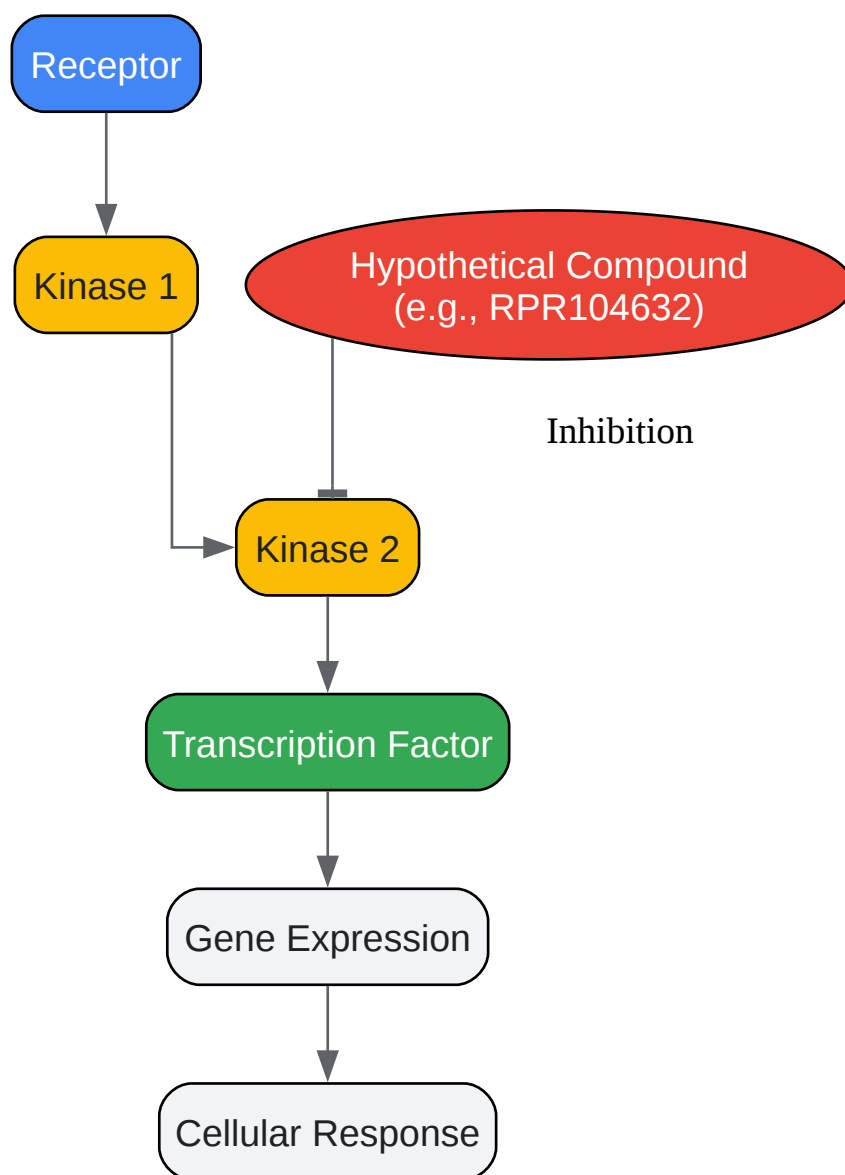 Receptor
Kinase 1
Hypothetical Compound
(e.g., RPR104632)
Inhibition
Kinase 2
Transcription Factor
Gene Expression
Cellular Response